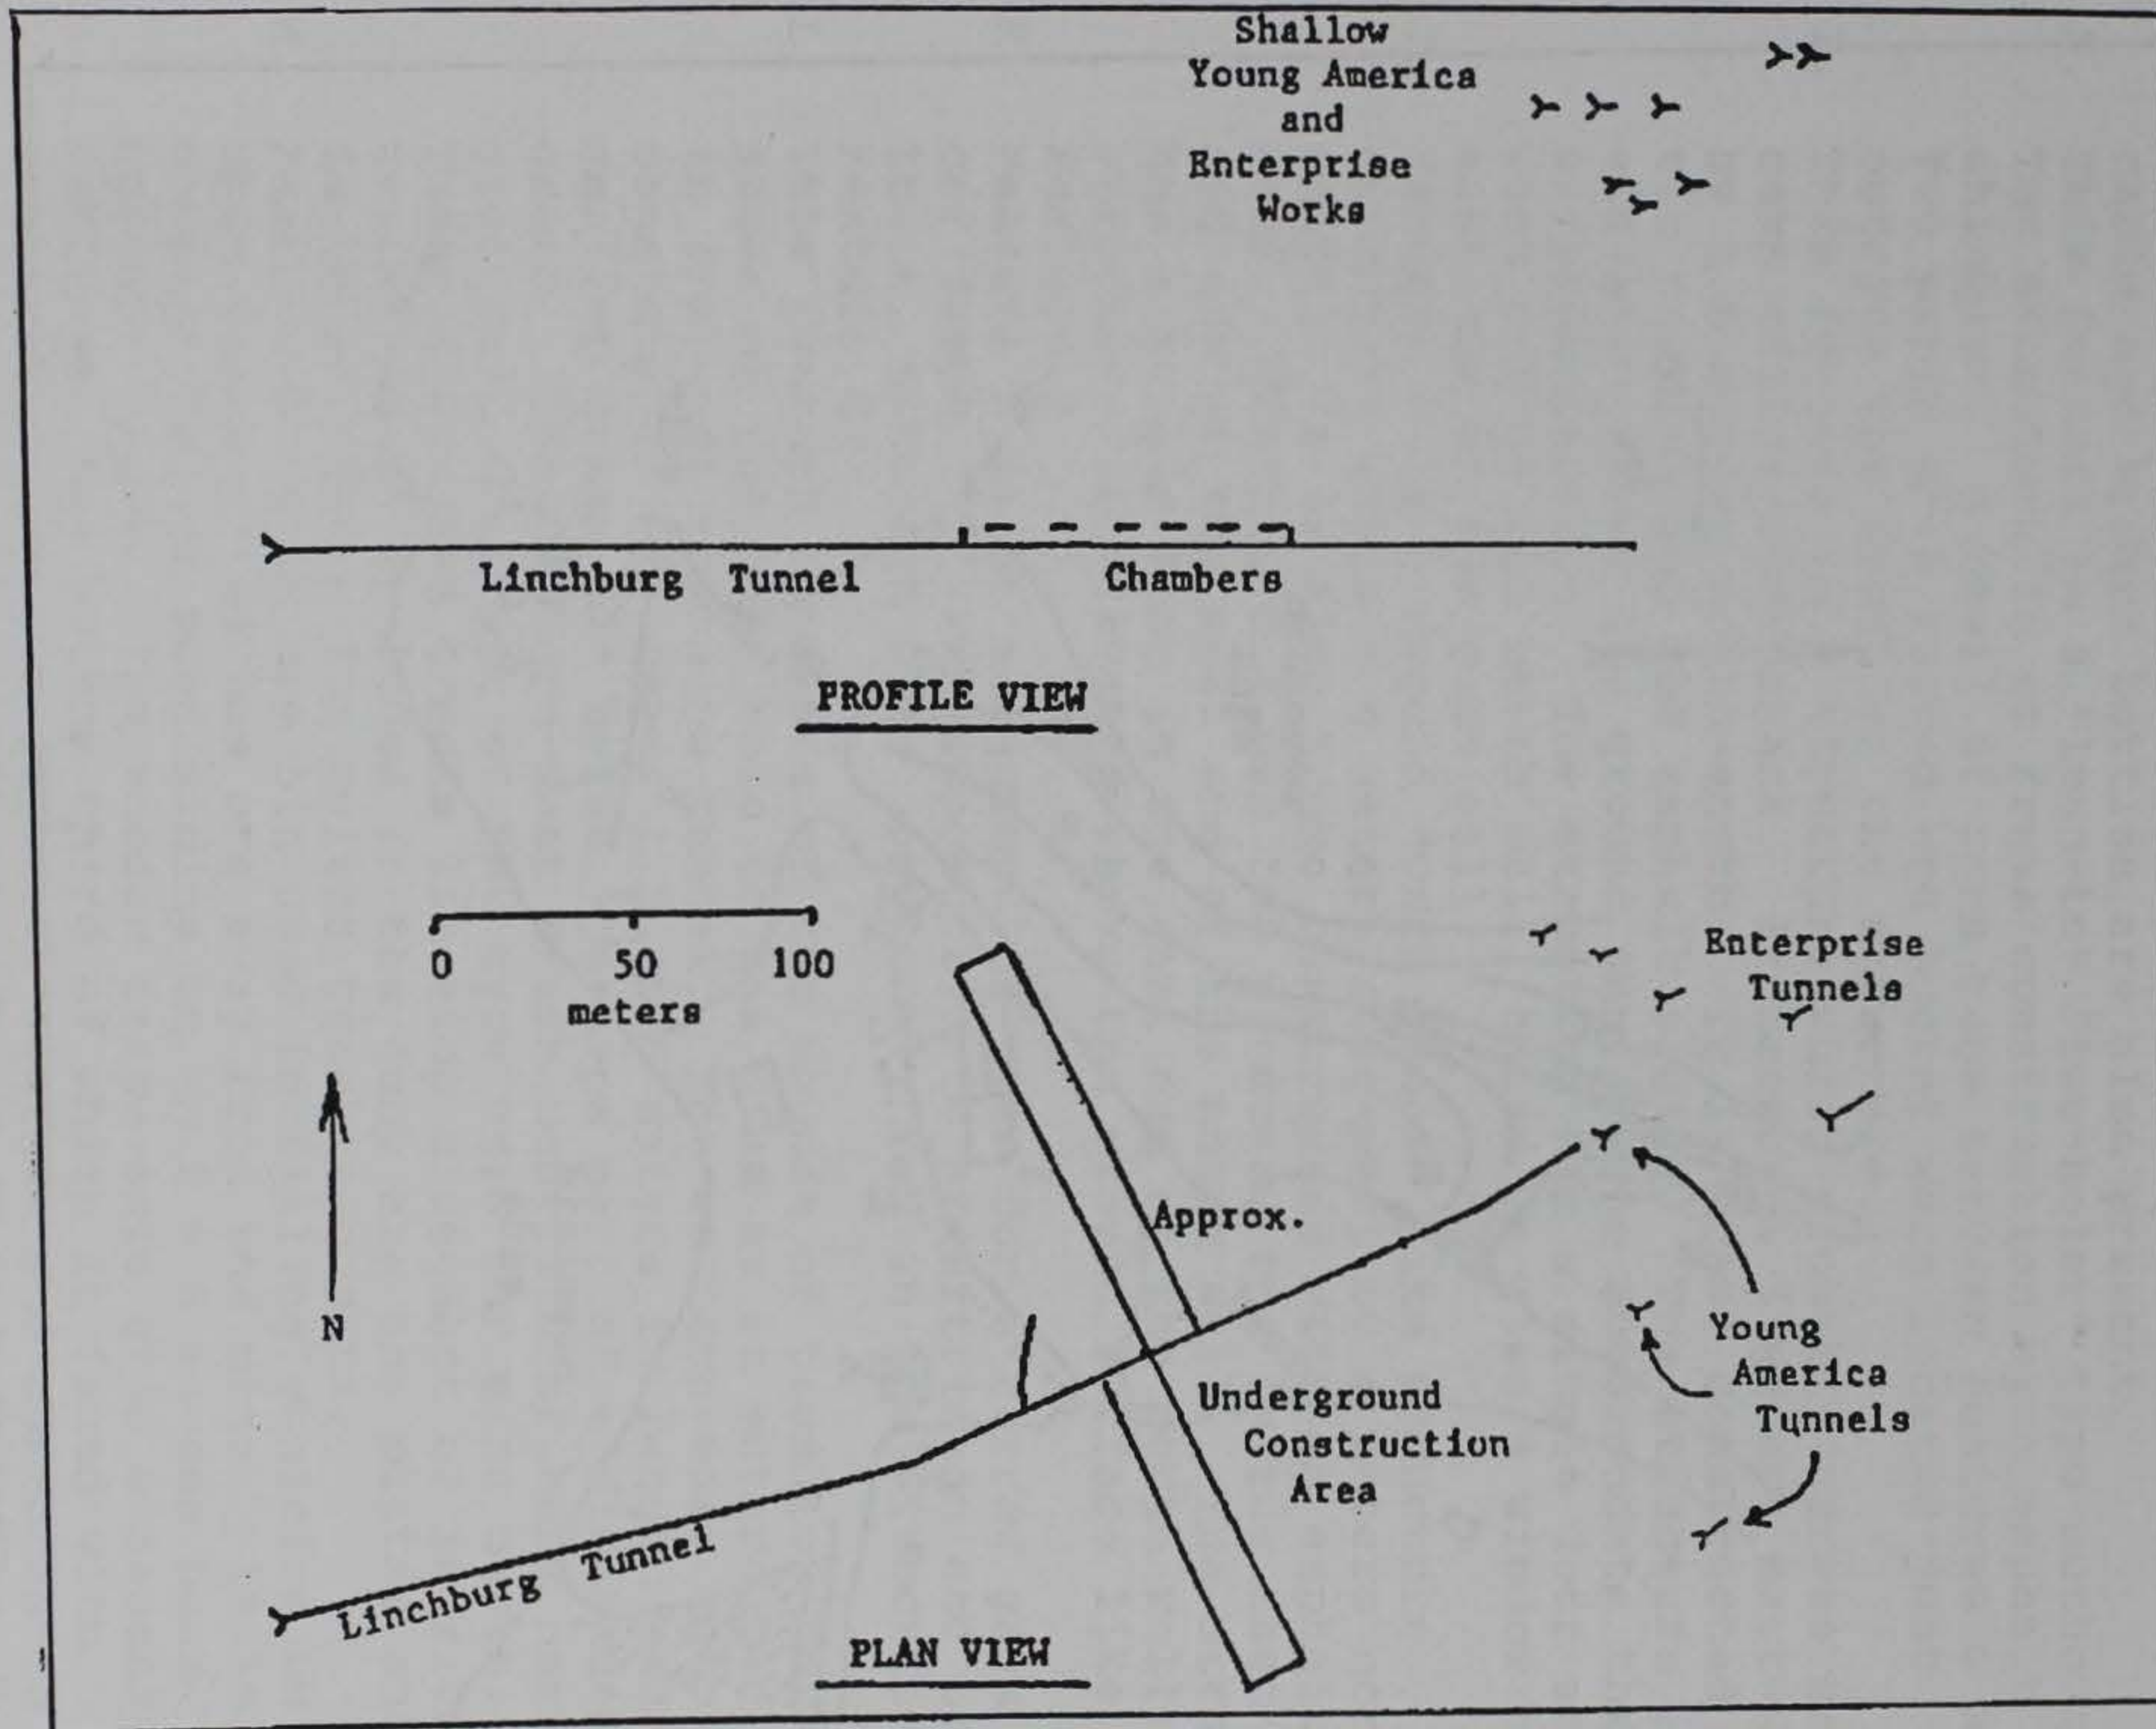 Shallow
Young America
and
Enterprise
Works
Linchburg Tunnel
Chambers
PROFILE VIEW
0 50 100
meters
N
Enterprise
Tunnels
Approx.
Underground
Construction
Area
Young
America
Tunnels
Linchburg Tunnel
PLAN VIEW